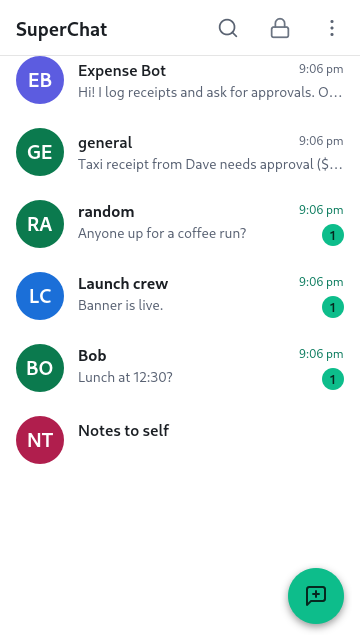 SuperChat
EB
Expense Bot
9:06 pm
Hi! I log receipts and ask for approvals. O...
GE
general
9:06 pm
Taxi receipt from Dave needs approval ($...
RA
random
9:06 pm
Anyone up for a coffee run?
1
LC
Launch crew
9:06 pm
Banner is live.
1
BO
Bob
9:06 pm
Lunch at 12:30?
1
NT
Notes to self